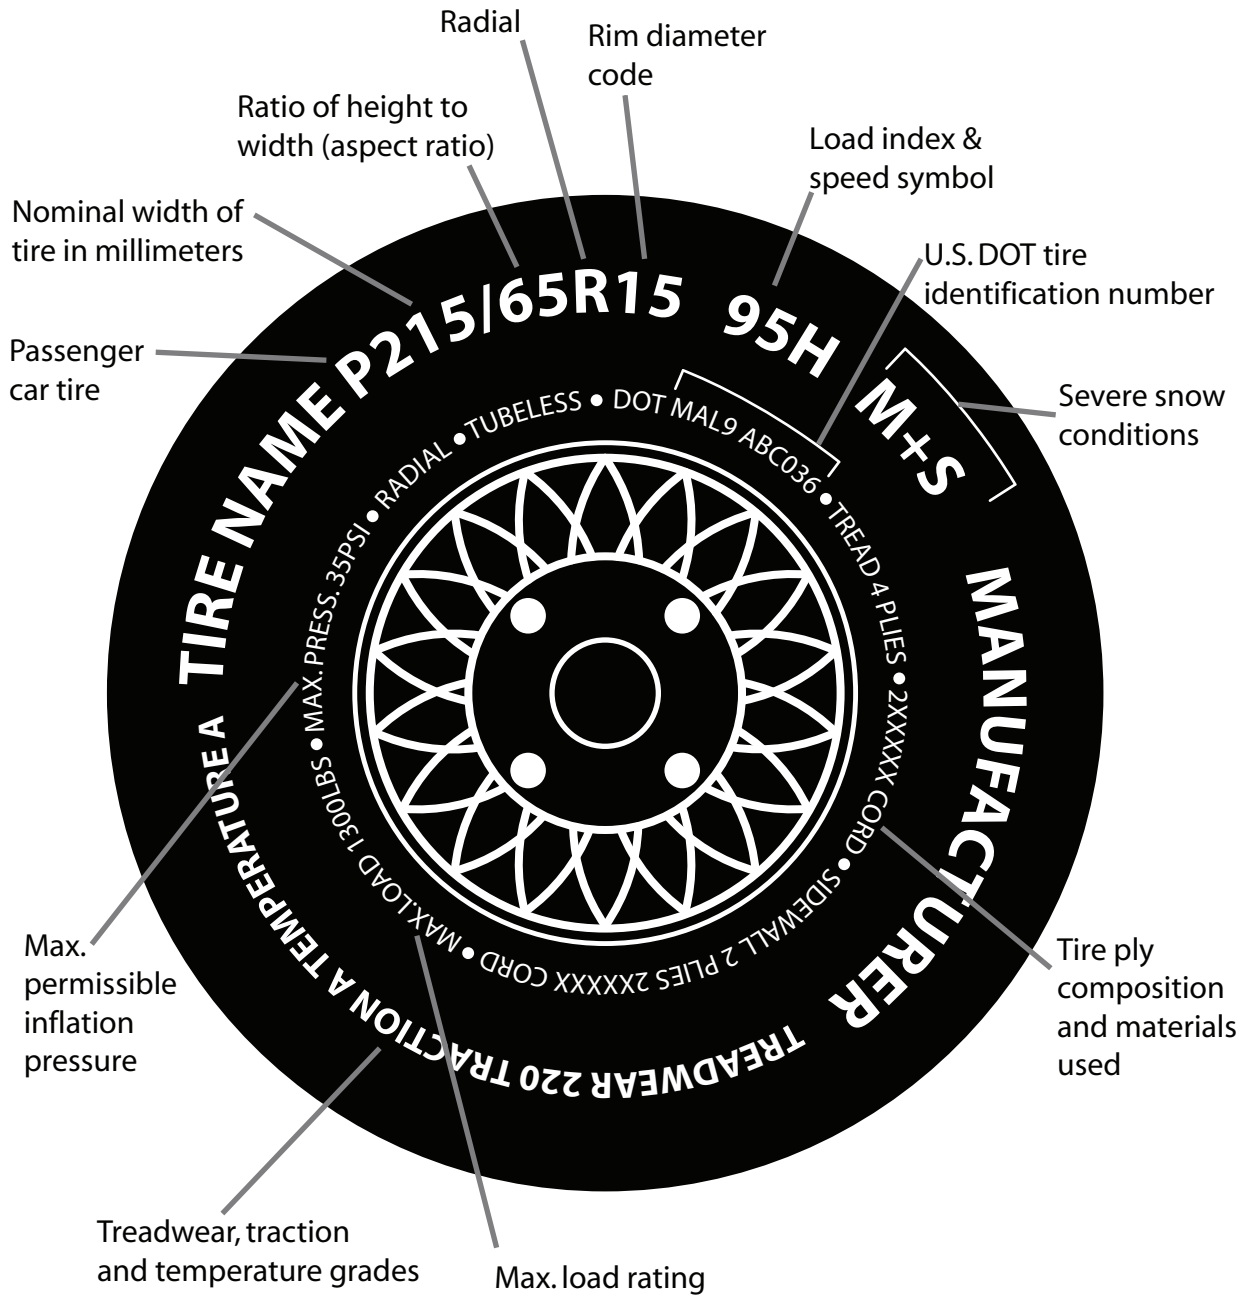 Radial
Rim diameter
code
Ratio of height to
width (aspect ratio)
Load index &
speed symbol
Nominal width of
tire in millimeters
U.S. DOT tire
identification number
Passenger
car tire
Severe snow
conditions
TIRE NAME P215/65R15 95H M+S MANUFACTURER
TREADWEAR 220 TRACTION A TEMPERATURE A
MAX. PRESS. 35PSI • RADIAL • TUBELESS • DOT MAL9 ABC036 • TREAD 4 PLIES • 2XXXXX CORD • SIDEWALL 2 PLIES 2XXXXX CORD • MAX.LOAD 1300LBS •
Max.
permissible
inflation
pressure
Tire ply
composition
and materials
used
Treadwear, traction
and temperature grades
Max. load rating